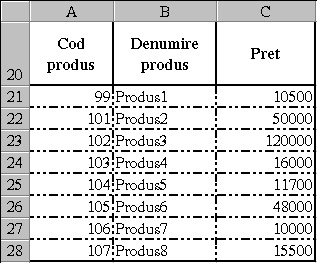 A B C
20 Cod produs Denumire produs Pret
21 99 Produs1 10500
22 101 Produs2 50000
23 102 Produs3 120000
24 103 Produs4 16000
25 104 Produs5 11700
26 105 Produs6 48000
27 106 Produs7 10000
28 107 Produs8 15500